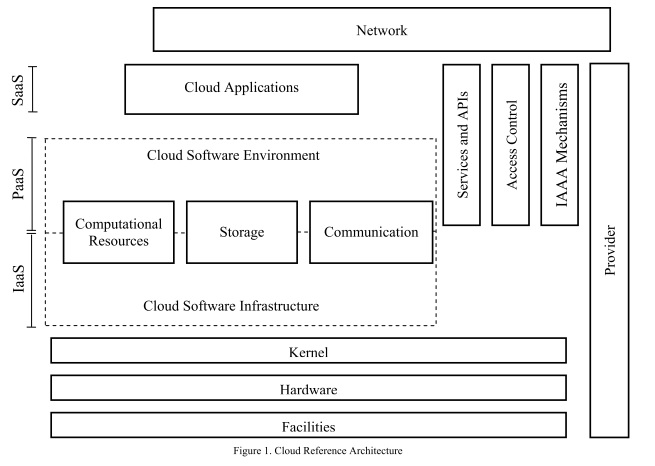 Network
SaaS
Cloud Applications
Services and APIs
Access Control
IAAA Mechanisms
Provider
PaaS
Cloud Software Environment
Computational
Resources
Storage
Communication
IaaS
Cloud Software Infrastructure
Kernel
Hardware
Facilities
Figure 1. Cloud Reference Architecture